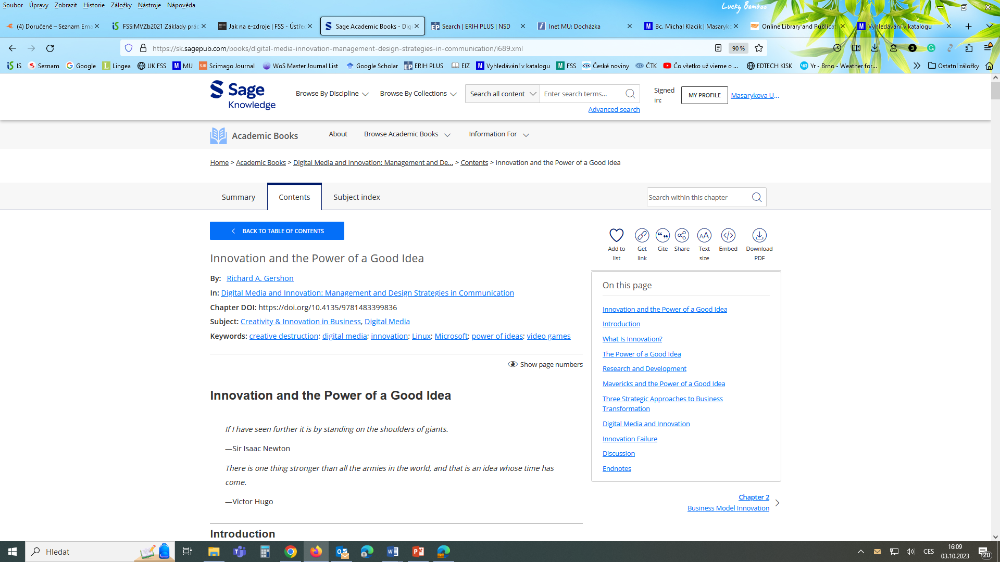 Soubor Úpravy Zobrazit Historie Záložky Nástroje Nápověda
Lucky Bamboo
(4) Doručené – Seznam Ema
FSS:MVZb2021 Základy prác
Jak na e-zdroje | FSS - Ústřed
Sage Academic Books - Digi
Search | ERIH PLUS | NSD
Inet MU: Docházka
Bc. Michal Klacik | Masaryko
Online Library and Publicati
Vyhledávání v katalogu
https://sk.sagepub.com/books/digital-media-innovation-management-design-strategies-in-communication/i689.xml
90 %
3
IS Seznam Google Lingea UK FSS MU Scimago Journal WoS Master Journal List Google Scholar ERIH PLUS EIZ Vyhledávání v katalogu FSS České noviny ČTK Čo všetko už vieme o ... EDTECH KISK Yr - Brno - Weather for... Ostatní záložky
Sage
Knowledge
Browse By Discipline
Browse By Collections
Search all content
Enter search terms...
Advanced search
Signed in:
MY PROFILE
Masarykova U...
Academic Books
About
Browse Academic Books
Information For
Home > Academic Books > Digital Media and Innovation: Management and De... > Contents > Innovation and the Power of a Good Idea
Summary
Contents
Subject index
Search within this chapter
BACK TO TABLE OF CONTENTS
Add to list
Get link
Cite
Share
Text size
Embed
Download PDF
Innovation and the Power of a Good Idea
By: Richard A. Gershon
In: Digital Media and Innovation: Management and Design Strategies in Communication
Chapter DOI: https://doi.org/10.4135/9781483399836
Subject: Creativity & Innovation in Business, Digital Media
Keywords: creative destruction; digital media; innovation; Linux; Microsoft; power of ideas; video games
Show page numbers
Innovation and the Power of a Good Idea
If I have seen further it is by standing on the shoulders of giants.
—Sir Isaac Newton
There is one thing stronger than all the armies in the world, and that is an idea whose time has
come.
—Victor Hugo
Introduction
On this page
Innovation and the Power of a Good Idea
Introduction
What Is Innovation?
The Power of a Good Idea
Research and Development
Mavericks and the Power of a Good Idea
Three Strategic Approaches to Business
Transformation
Digital Media and Innovation
Innovation Failure
Discussion
Endnotes
Chapter 2
Business Model Innovation
Hledat
CES
16:09
03.10.2023
20